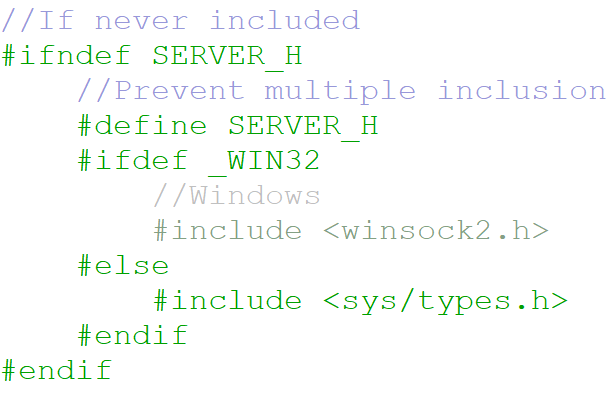 //If never included
#ifndef SERVER_H
    //Prevent multiple inclusion
    #define SERVER_H
    #ifdef _WIN32
        //Windows
        #include <winsock2.h>
    #else
        #include <sys/types.h>
    #endif
#endif